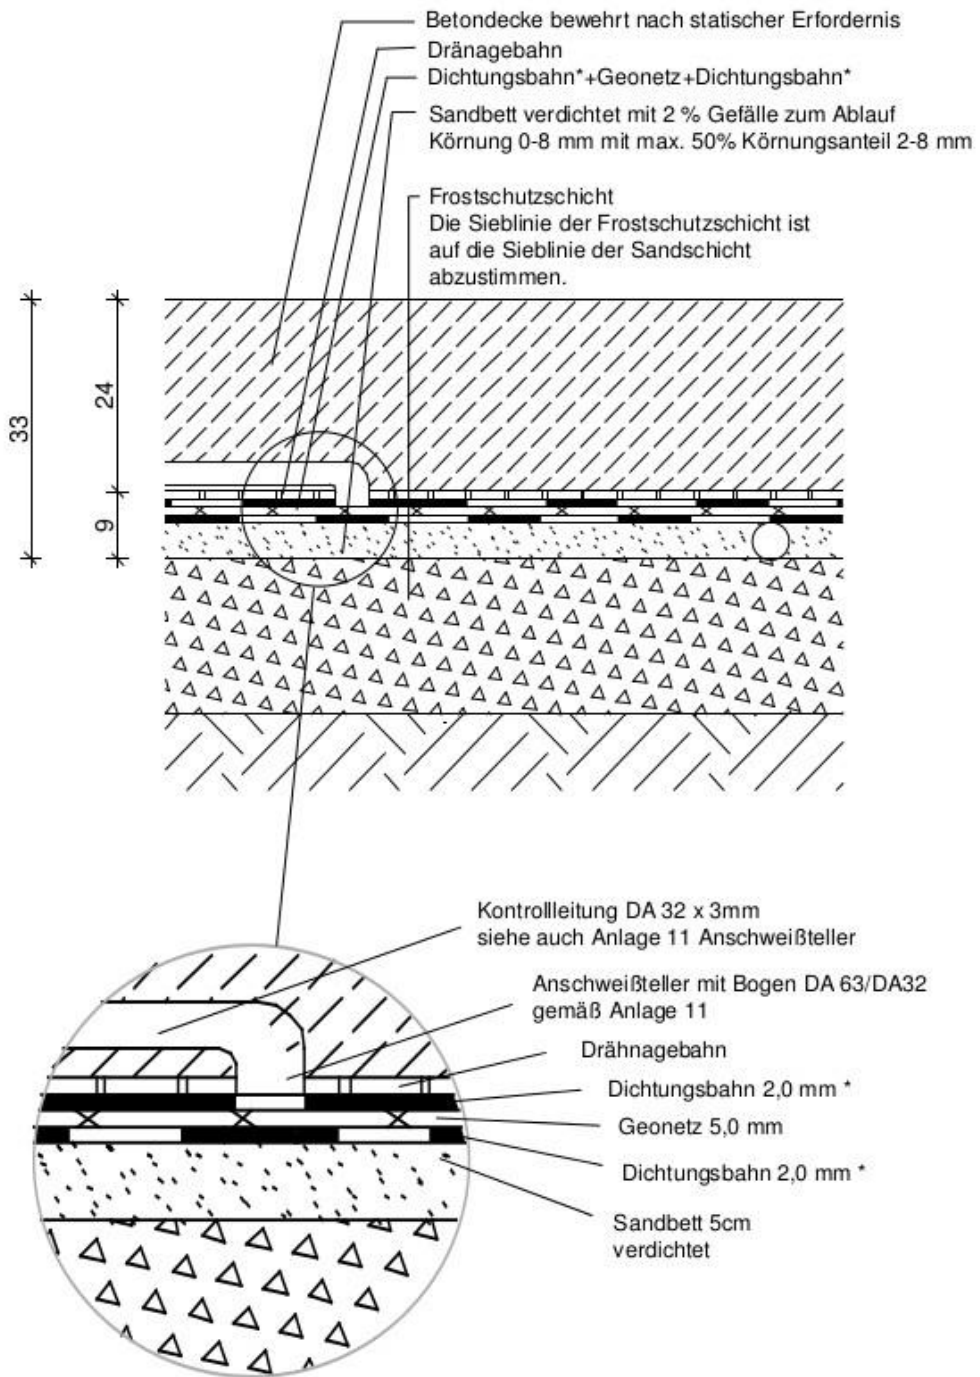 Betondecke bewehrt nach statischer Erfordernis
Dränagebahn
Dichtungsbahn*+Geonetz+Dichtungsbahn*
Sandbett verdichtet mit 2 % Gefälle zum Ablauf
Körnung 0-8 mm mit max. 50% Körnungsanteil 2-8 mm
Frostschutzschicht
Die Sieblinie der Frostschutzschicht ist
auf die Sieblinie der Sandschicht
abzustimmen.
33
24
9
Kontrollleitung DA 32 x 3mm
siehe auch Anlage 11 Anschweißteller
Anschweißteller mit Bogen DA 63/DA32
gemäß Anlage 11
Drähnagebahn
Dichtungsbahn 2,0 mm *
Geonetz 5,0 mm
Dichtungsbahn 2,0 mm *
Sandbett 5cm
verdichtet